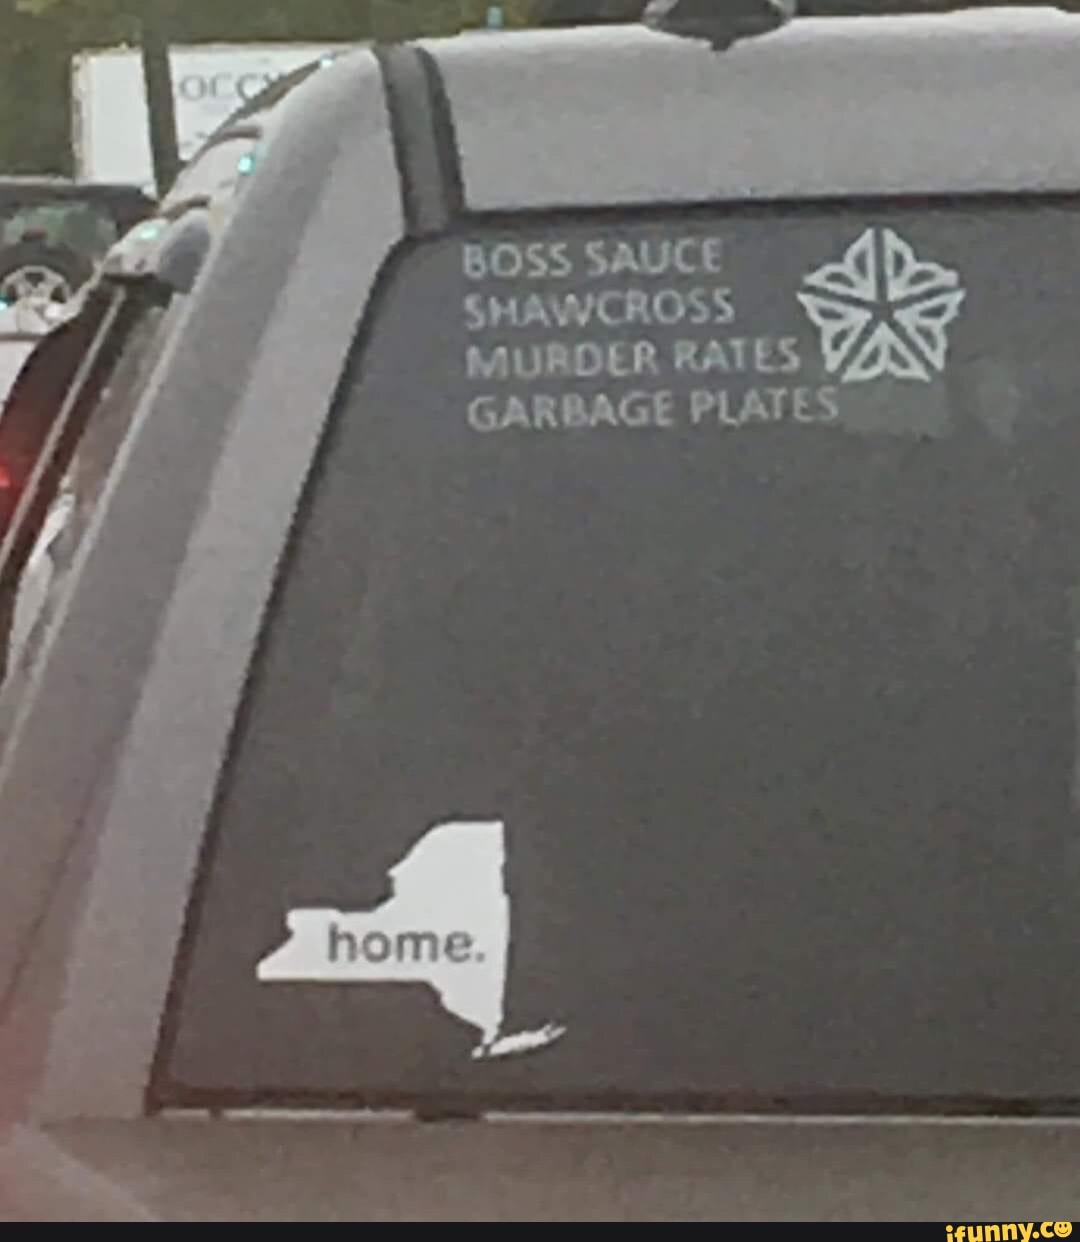 BOSS SAUCE
SHAWCROSS
MURDER RATES
GARBAGE PLATES
home.
ifunny.co